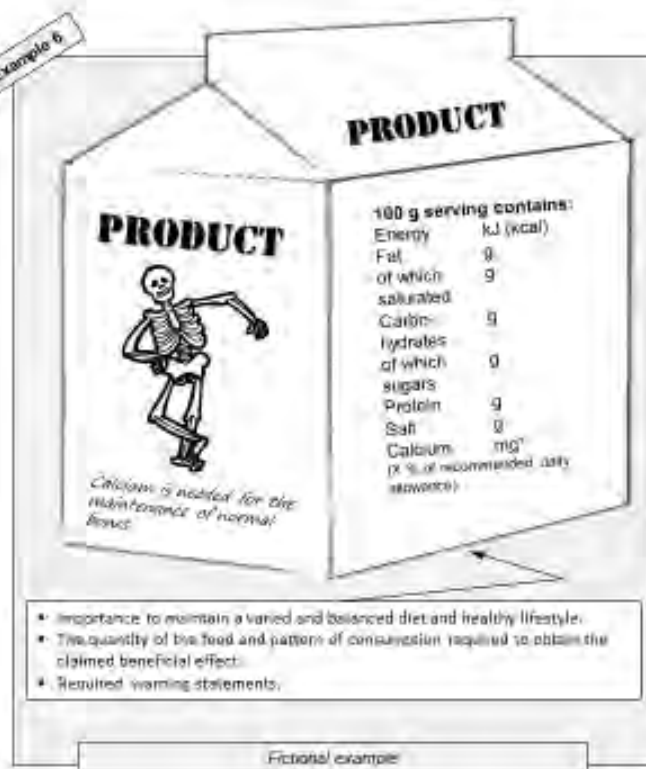 Example 6
PRODUCT
PRODUCT
Calcium is needed for the
maintenance of normal
bones
100 g serving contains:
Energy kJ (kcal)
Fat g
of which g
saturated
Carbo- g
hydrates
of which g
sugars
Protein g
Salt g
Calcium mg*
(X % of recommended daily
allowance)
• Importance to maintain a varied and balanced diet and healthy lifestyle.
• The quantity of the food and pattern of consumption required to obtain the
claimed beneficial effect.
• Required warning statements.
Fictional example